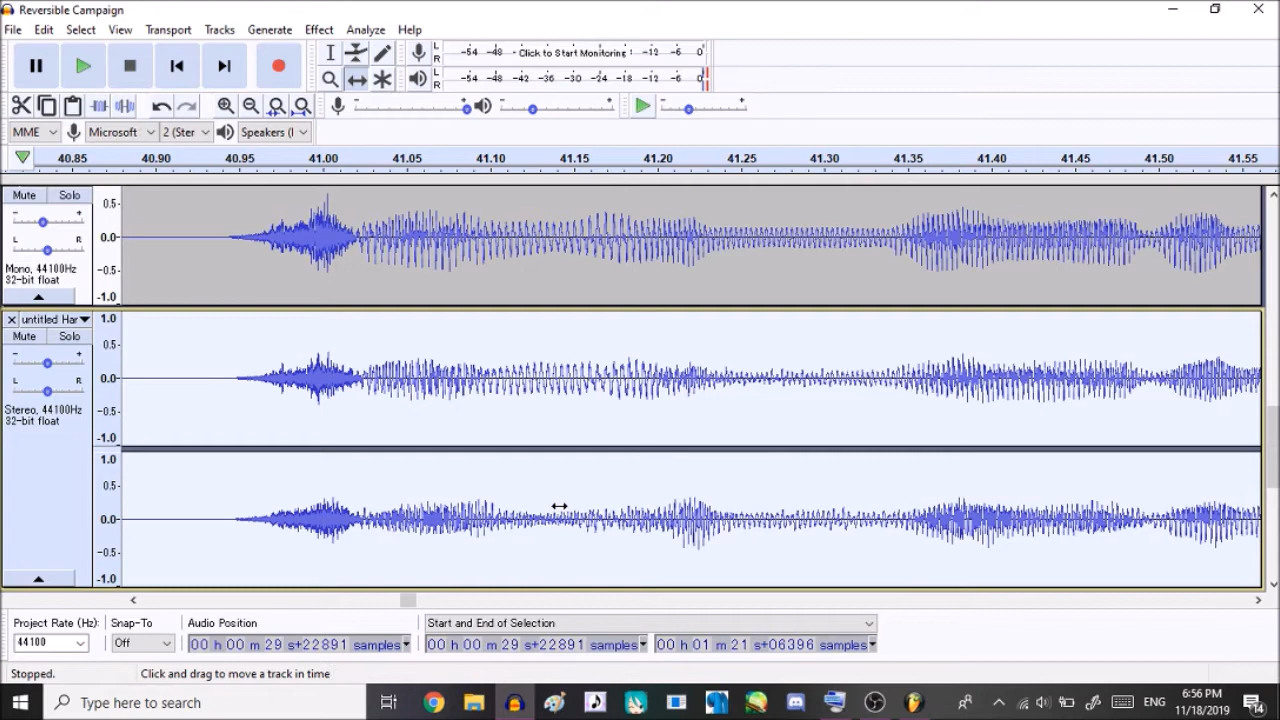 Reversible Campaign
File Edit Select View Transport Tracks Generate Effect Analyze Help
L R -54 -48 - Click to Start Monitoring ! -12 -6 0
L R -54 -48 -42 -36 -30 -24 -18 -12 -6 0
MME Microsoft 2 (Ster Speakers (I
40.85 40.90 40.95 41.00 41.05 41.10 41.15 41.20 41.25 41.30 41.35 41.40 41.45 41.50 41.55
Mute Solo
- +
L R
Mono, 44100Hz
32-bit float
0.5
0.0
-0.5
-1.0
untitled Har
Mute Solo
- +
L R
Stereo, 44100Hz
32-bit float
1.0
0.5
0.0
-0.5
-1.0
1.0
0.5
0.0
-0.5
-1.0
Project Rate (Hz): Snap-To Audio Position Start and End of Selection
44100 Off 00 h 00 m 29 s+22891 samples 00 h 00 m 29 s+22891 samples 00 h 01 m 21 s+06396 samples
Stopped. Click and drag to move a track in time
Type here to search
ENG
6:56 PM
11/18/2019
14